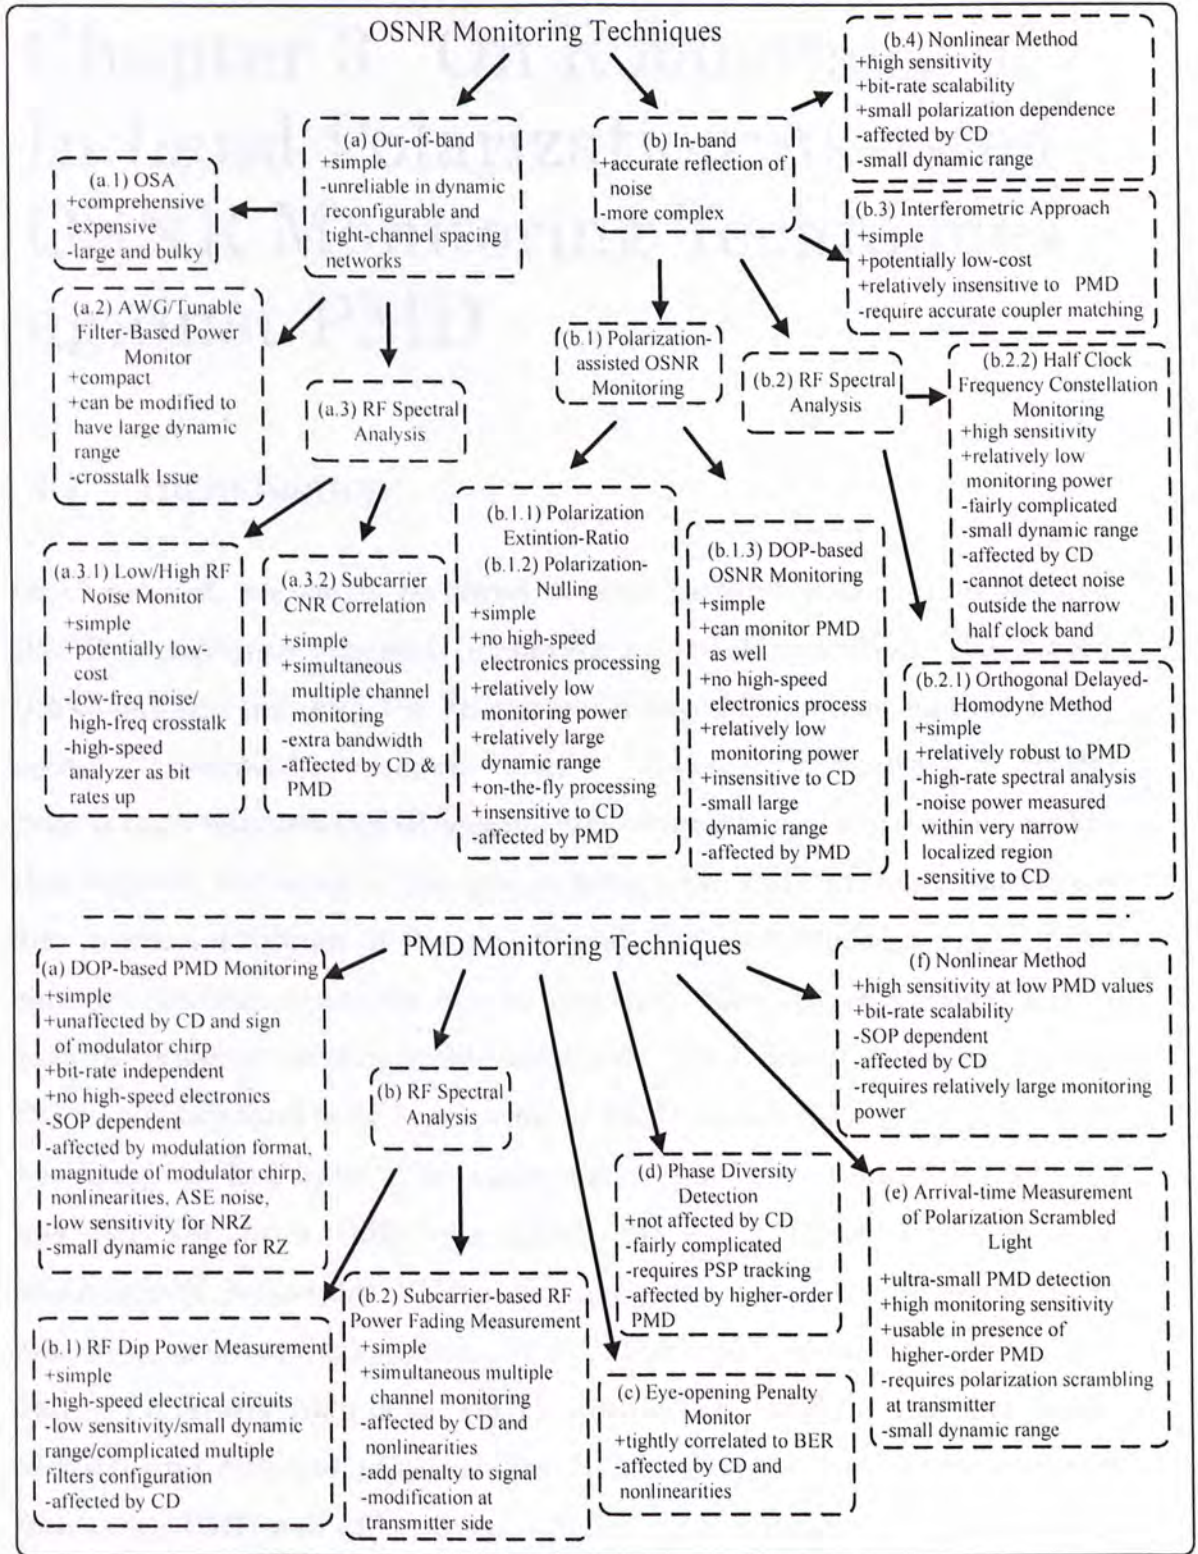 OSNR Monitoring Techniques
(a) Our-of-band
+simple
-unreliable in dynamic
reconfigurable and
tight-channel spacing
networks
(a.1) OSA
+comprehensive
-expensive
-large and bulky
(a.2) AWG/Tunable
Filter-Based Power
Monitor
+compact
+can be modified to
have large dynamic
range
-crosstalk Issue
(a.3) RF Spectral
Analysis
(a.3.1) Low/High RF
Noise Monitor
+simple
+potentially low-
cost
-low-freq noise/
high-freq crosstalk
-high-speed
analyzer as bit
rates up
(a.3.2) Subcarrier
CNR Correlation
+simple
+simultaneous
multiple channel
monitoring
-extra bandwidth
-affected by CD &
PMD
(b) In-band
+accurate reflection of
noise
-more complex
(b.4) Nonlinear Method
+high sensitivity
+bit-rate scalability
+small polarization dependence
-affected by CD
-small dynamic range
(b.3) Interferometric Approach
+simple
+potentially low-cost
+relatively insensitive to PMD
-require accurate coupler matching
(b.1) Polarization-
assisted OSNR
Monitoring
(b.2) RF Spectral
Analysis
(b.2.2) Half Clock
Frequency Constellation
Monitoring
+high sensitivity
+relatively low
monitoring power
-fairly complicated
-small dynamic range
-affected by CD
-cannot detect noise
outside the narrow
half clock band
(b.1.1) Polarization
Extintion-Ratio
(b.1.2) Polarization-
Nulling
+simple
+no high-speed
electronics processing
+relatively low
monitoring power
+relatively large
dynamic range
+on-the-fly processing
+insensitive to CD
-affected by PMD
(b.1.3) DOP-based
OSNR Monitoring
+simple
+can monitor PMD
as well
+no high-speed
electronics process
+relatively low
monitoring power
+insensitive to CD
-small large
dynamic range
-affected by PMD
(b.2.1) Orthogonal Delayed-
Homodyne Method
+simple
+relatively robust to PMD
-high-rate spectral analysis
-noise power measured
within very narrow
localized region
-sensitive to CD
PMD Monitoring Techniques
(a) DOP-based PMD Monitoring
+simple
+unaffected by CD and sign
of modulator chirp
+bit-rate independent
+no high-speed electronics
-SOP dependent
-affected by modulation format,
magnitude of modulator chirp,
nonlinearities, ASE noise,
-low sensitivity for NRZ
-small dynamic range for RZ
(b) RF Spectral
Analysis
(b.1) RF Dip Power Measurement
+simple
-high-speed electrical circuits
-low sensitivity/small dynamic
range/complicated multiple
filters configuration
-affected by CD
(b.2) Subcarrier-based RF
Power Fading Measurement
+simple
+simultaneous multiple
channel monitoring
-affected by CD and
nonlinearities
-add penalty to signal
-modification at
transmitter side
(c) Eye-opening Penalty
Monitor
+tightly correlated to BER
-affected by CD and
nonlinearities
(d) Phase Diversity
Detection
+not affected by CD
-fairly complicated
-requires PSP tracking
-affected by higher-order
PMD
(f) Nonlinear Method
+high sensitivity at low PMD values
+bit-rate scalability
-SOP dependent
-affected by CD
-requires relatively large monitoring
power
(e) Arrival-time Measurement
of Polarization Scrambled
Light
+ultra-small PMD detection
+high monitoring sensitivity
+usable in presence of
higher-order PMD
-requires polarization scrambling
at transmitter
-small dynamic range